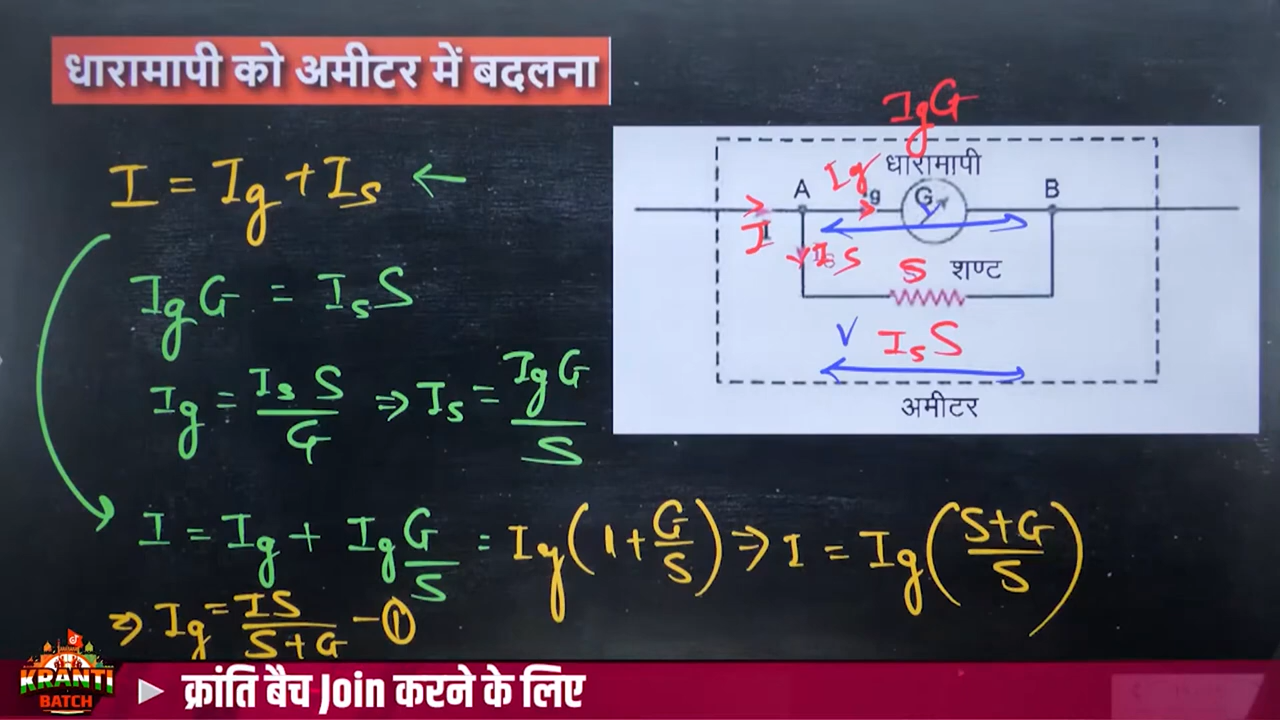 धारामापी को अमीटर में बदलना
I = Ig + Is ←
IgG = IsS
Ig = IsS/G ⇒ Is = IgG/S
I = Ig + IgG/S = Ig(1 + G/S) ⇒ I = Ig((S+G)/S)
⇒ Ig = IS/(S+G) – ①
IgG
Ig धारामापी
A Ig G B
I
Is S
S शण्ट
V IsS
अमीटर
KRANTI
BATCH
क्रांति बैच Join करने के लिए